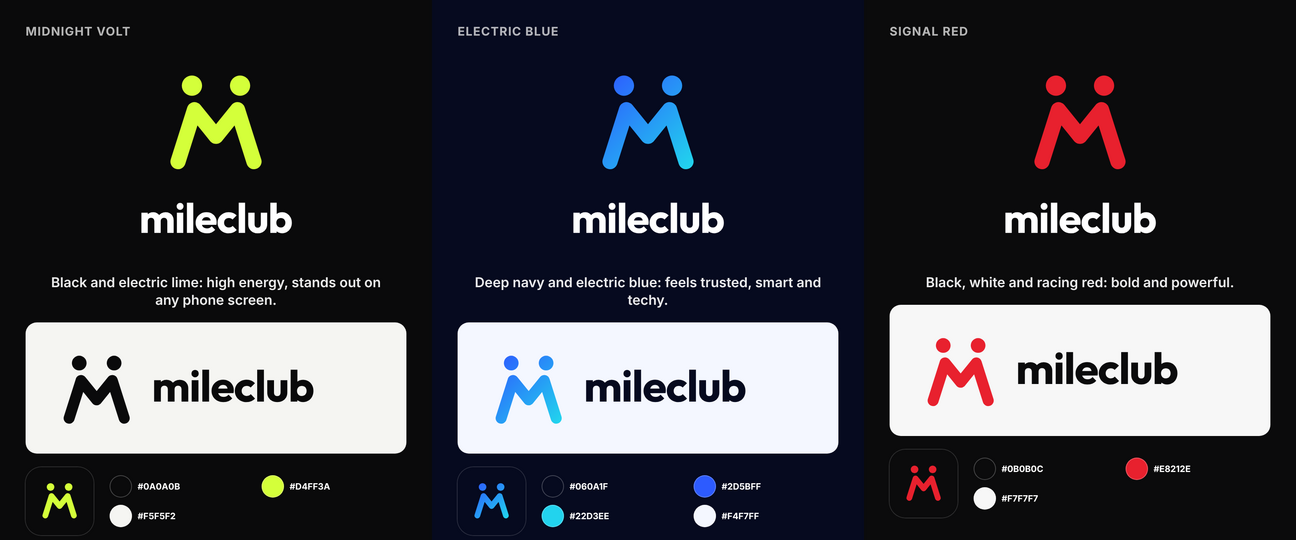 MIDNIGHT VOLT
mileclub
Black and electric lime: high energy, stands out on
any phone screen.
mileclub
#0A0A0B
#D4FF3A
#F5F5F2
ELECTRIC BLUE
mileclub
Deep navy and electric blue: feels trusted, smart and
techy.
mileclub
#060A1F
#2D5BFF
#22D3EE
#F4F7FF
SIGNAL RED
mileclub
Black, white and racing red: bold and powerful.
mileclub
#0B0B0C
#E8212E
#F7F7F7